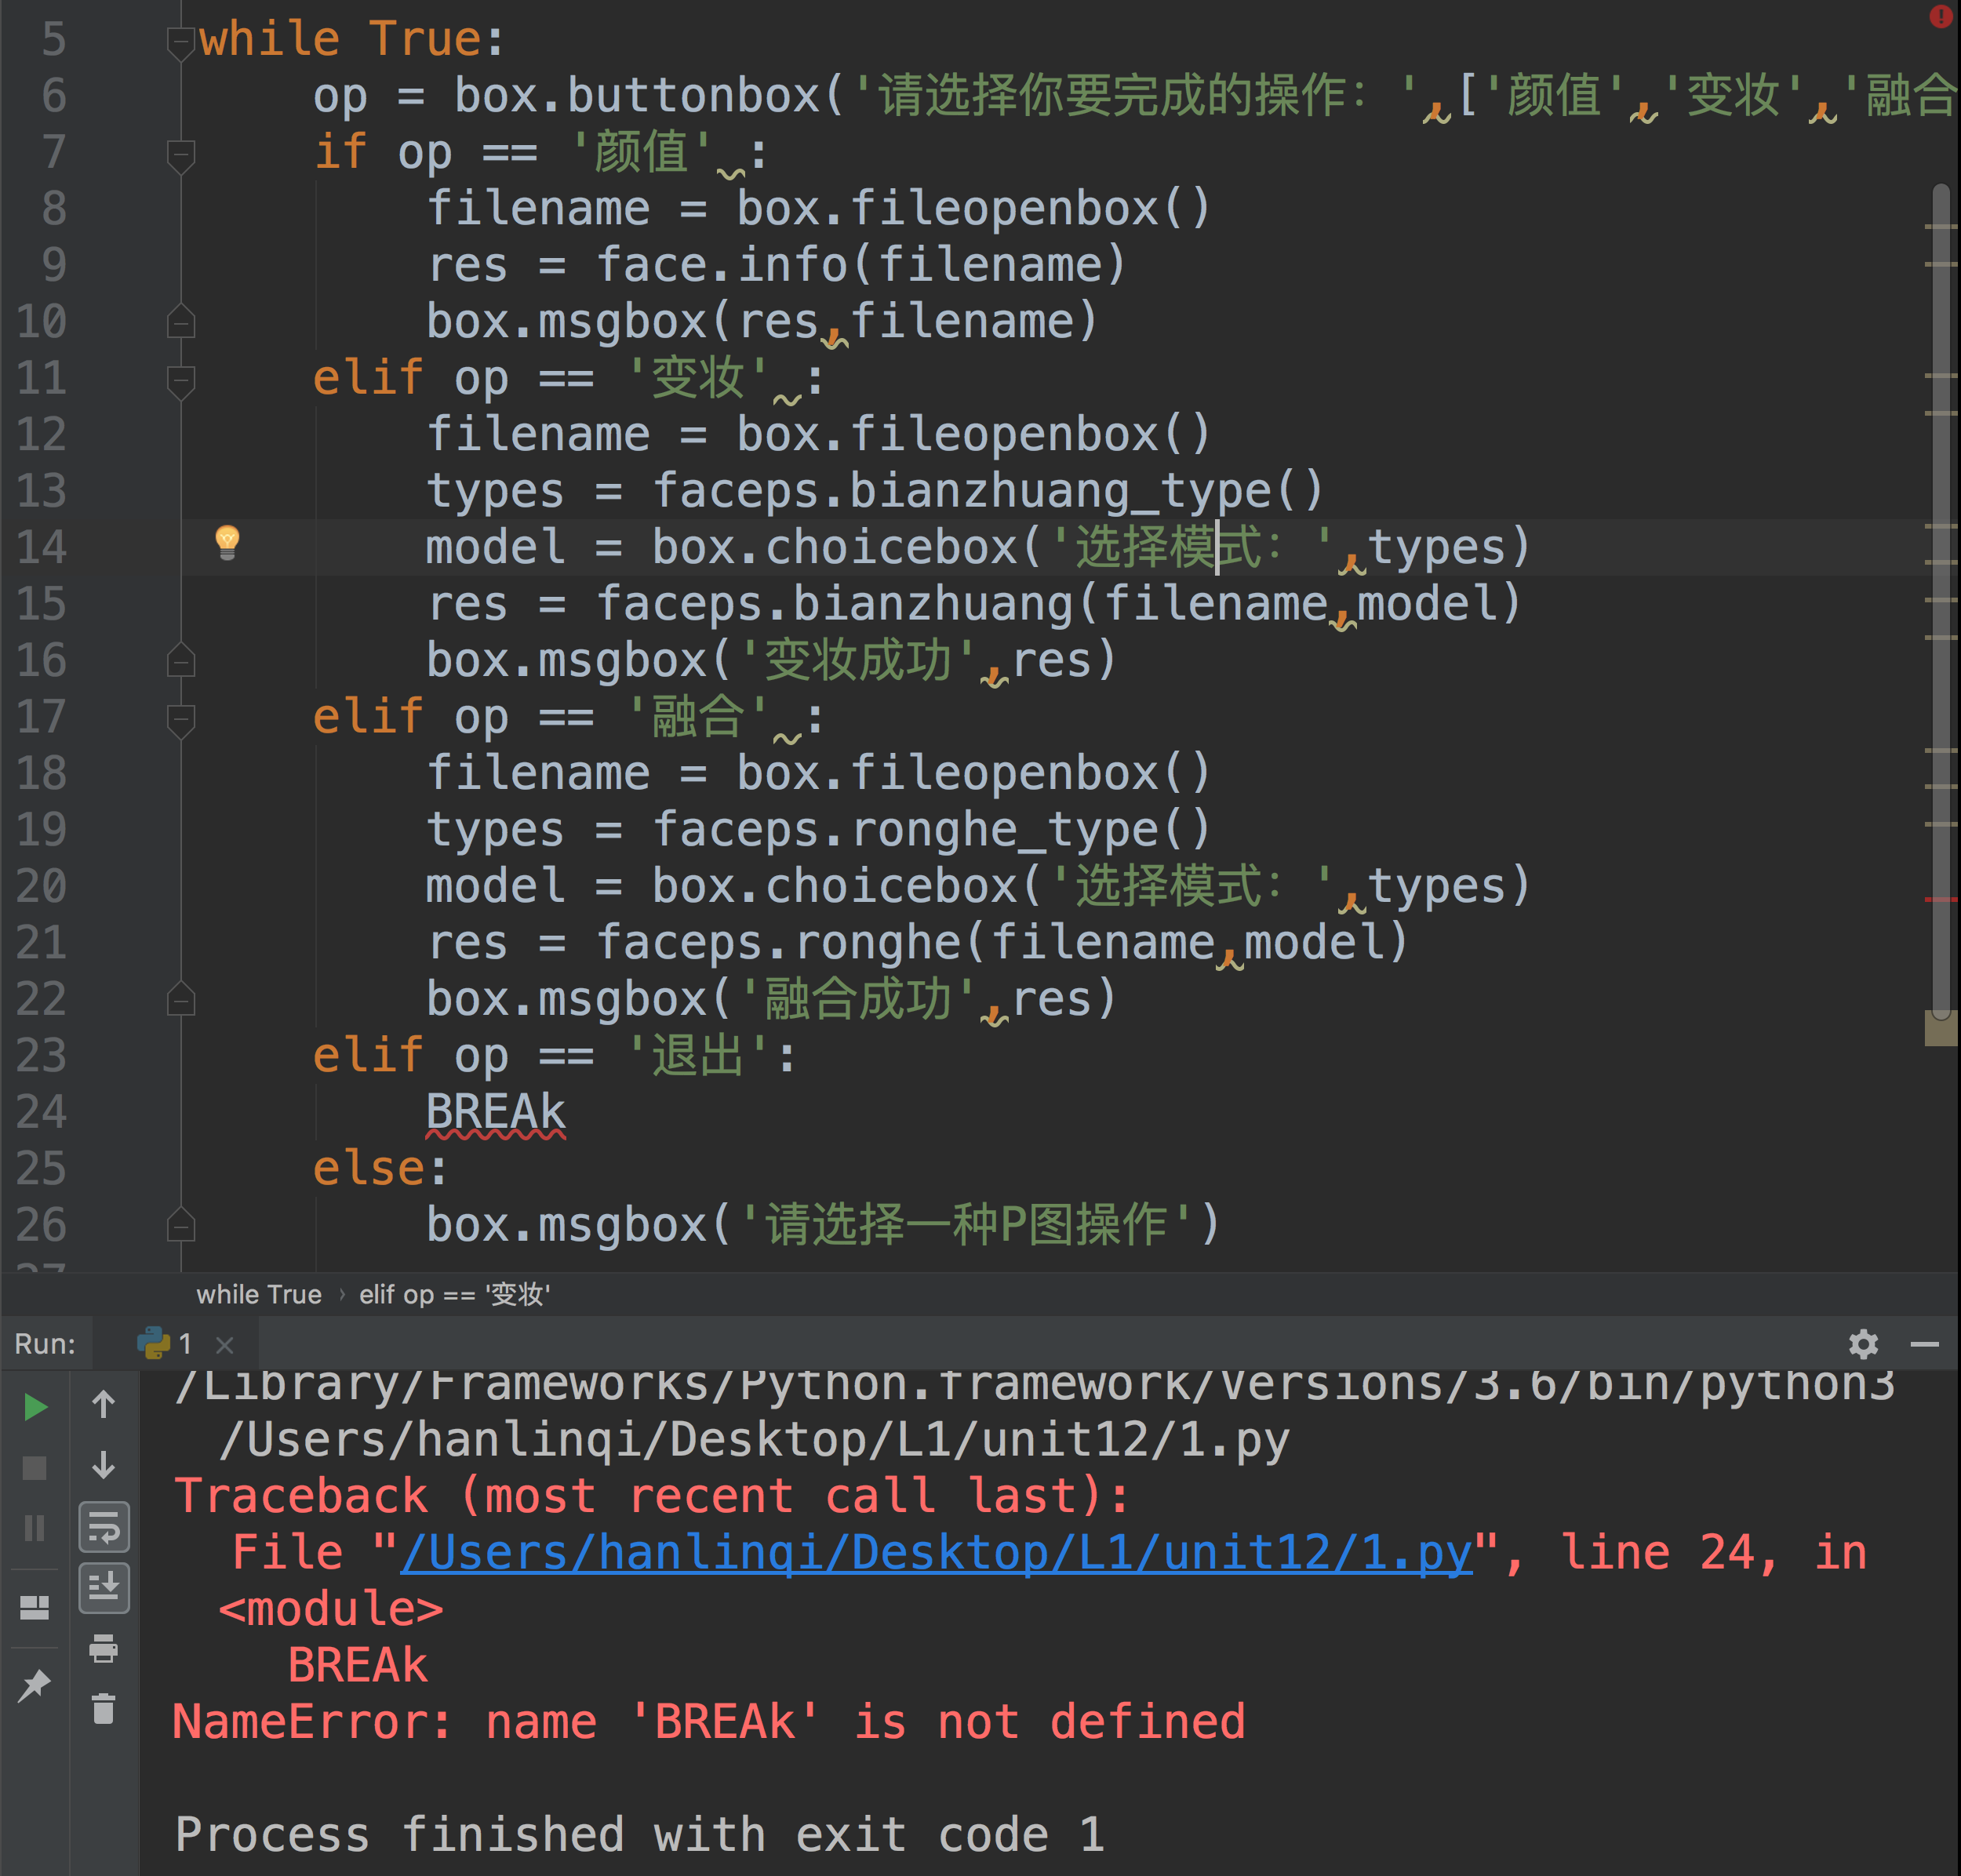 5 while True:
6 op = box.buttonbox('请选择你要完成的操作：',['颜值','变妆','融合
7 if op == '颜值' :
8 filename = box.fileopenbox()
9 res = face.info(filename)
10 box.msgbox(res,filename)
11 elif op == '变妆' :
12 filename = box.fileopenbox()
13 types = faceps.bianzhuang_type()
14 model = box.choicebox('选择模式：',types)
15 res = faceps.bianzhuang(filename,model)
16 box.msgbox('变妆成功',res)
17 elif op == '融合' :
18 filename = box.fileopenbox()
19 types = faceps.ronghe_type()
20 model = box.choicebox('选择模式：',types)
21 res = faceps.ronghe(filename,model)
22 box.msgbox('融合成功',res)
23 elif op == '退出':
24 BREAk
25 else:
26 box.msgbox('请选择一种P图操作')
27
while True › elif op == '变妆'
Run: 1 ×
/Library/Frameworks/Python.framework/Versions/3.6/bin/python3
/Users/hanlinqi/Desktop/L1/unit12/1.py
Traceback (most recent call last):
File "/Users/hanlinqi/Desktop/L1/unit12/1.py", line 24, in
<module>
BREAk
NameError: name 'BREAk' is not defined
Process finished with exit code 1